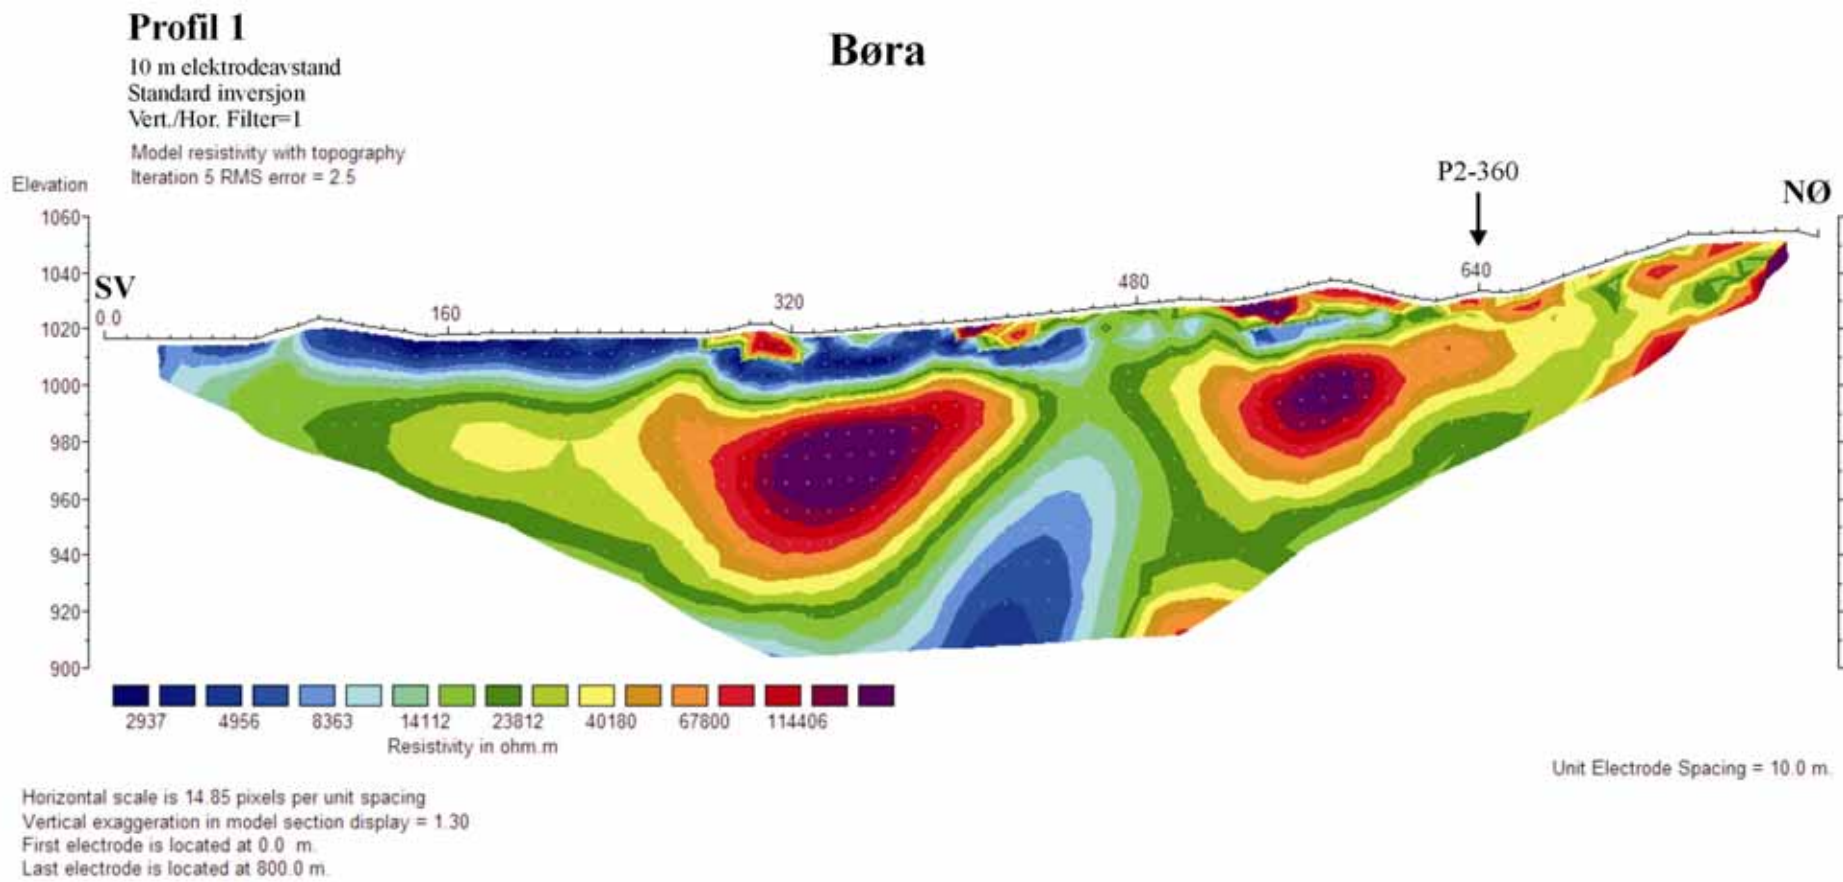 Profil 1
Børa
10 m elektrodeavstand
Standard inversjon
Vert./Hor. Filter=1
Model resistivity with topography
Iteration 5 RMS error = 2.5
Elevation
P2-360
NØ
SV
1060
1040
1020
1000
980
960
940
920
900
0.0
160
320
480
640
2937 4956 8363 14112 23812 40180 67800 114406
Resistivity in ohm.m
Unit Electrode Spacing = 10.0 m.
Horizontal scale is 14.85 pixels per unit spacing
Vertical exaggeration in model section display = 1.30
First electrode is located at 0.0 m.
Last electrode is located at 800.0 m.